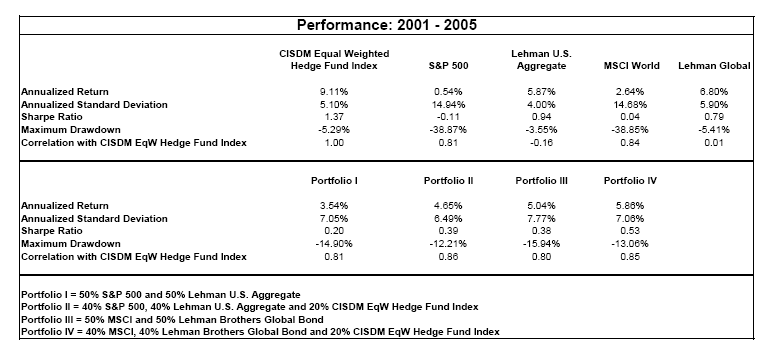 Performance: 2001 - 2005
CISDM Equal Weighted Hedge Fund Index S&P 500 Lehman U.S. Aggregate MSCI World Lehman Global
Annualized Return 9.11% 0.54% 5.87% 2.64% 6.80%
Annualized Standard Deviation 5.10% 14.94% 4.00% 14.68% 5.90%
Sharpe Ratio 1.37 -0.11 0.94 0.04 0.79
Maximum Drawdown -5.29% -38.87% -3.55% -38.85% -5.41%
Correlation with CISDM EqW Hedge Fund Index 1.00 0.81 -0.16 0.84 0.01
Portfolio I Portfolio II Portfolio III Portfolio IV
Annualized Return 3.54% 4.65% 5.04% 5.86%
Annualized Standard Deviation 7.05% 6.49% 7.77% 7.06%
Sharpe Ratio 0.20 0.39 0.38 0.53
Maximum Drawdown -14.90% -12.21% -15.94% -13.06%
Correlation with CISDM EqW Hedge Fund Index 0.81 0.86 0.80 0.85
Portfolio I = 50% S&P 500 and 50% Lehman U.S. Aggregate
Portfolio II = 40% S&P 500, 40% Lehman U.S. Aggregate and 20% CISDM EqW Hedge Fund Index
Portfolio III = 50% MSCI and 50% Lehman Brothers Global Bond
Portfolio IV = 40% MSCI, 40% Lehman Brothers Global Bond and 20% CISDM EqW Hedge Fund Index